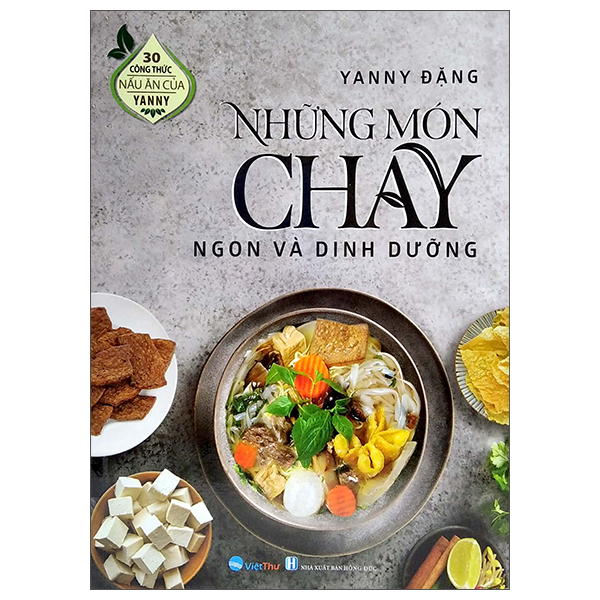 30
CÔNG THỨC
NẤU ĂN CỦA
YANNY
YANNY ĐẶNG
NHỮNG MÓN
CHAY
NGON VÀ DINH DƯỠNG
ViệtThư
H NHÀ XUẤT BẢN HỒNG ĐỨC